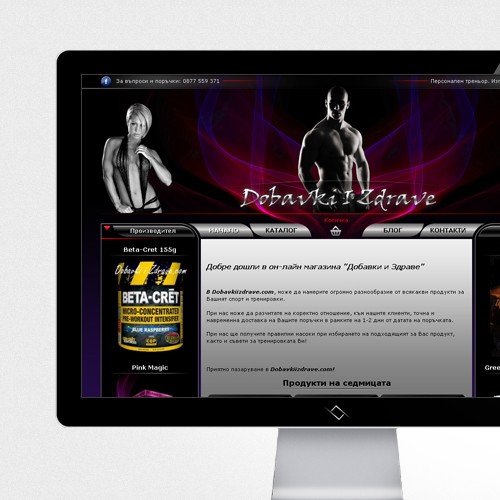 За въпроси и поръчки: 0877 559 371
Персонален треньор.
Dobavki I Zdrave
Количка
Производител
НАЧАЛО
КАТАЛОГ
БЛОГ
КОНТАКТИ
Beta-Cret 155g
Dobavki I Zdrave.com
BETA-CRĒT
MICRO-CONCENTRATED
PRE-WORKOUT INTENSIFIER
BLUE RASPBERRY
Pink Magic
Добре дошли в он-лайн магазина "Добавки и Здраве"
В Dobavkiizdrave.com, може да намерите огромно разнообразие от всякакви продукти за
Вашият спорт и тренировки.
При нас може да разчитате на коректно отношение, към нашите клиенти, точна и
навременна доставка на Вашите поръчки в рамките на 1-2 дни от датата на поръчката.
При нас ще получите правилни насоки при избирането на подходящият за Вас продукт,
както и съвети за тренировката Ви!
Приятно пазаруване в Dobavkiizdrave.com!
Продукти на седмицата
Gree